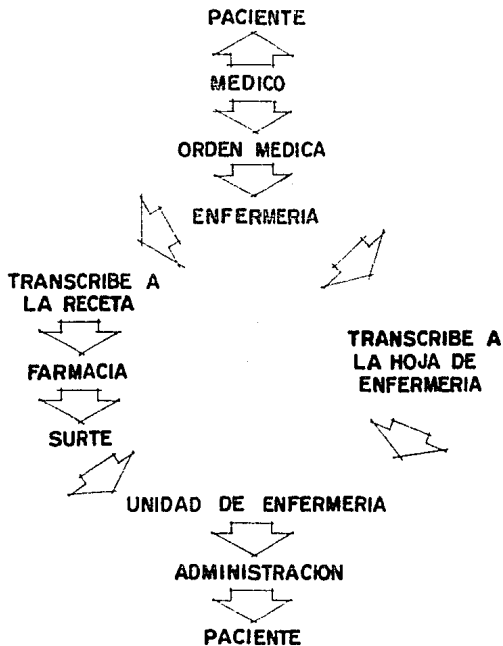 PACIENTE
MEDICO
ORDEN MEDICA
ENFERMERIA
TRANSCRIBE A
LA RECETA
FARMACIA
SURTE
TRANSCRIBE A
LA HOJA DE
ENFERMERIA
UNIDAD DE ENFERMERIA
ADMINISTRACION
PACIENTE